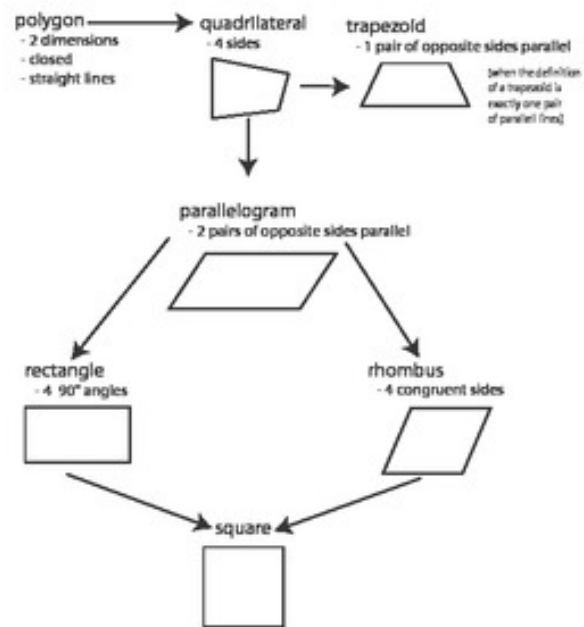 polygon
- 2 dimensions
- closed
- straight lines
quadrilateral
- 4 sides
trapezoid
- 1 pair of opposite sides parallel
(when the definition
of a trapezoid is
exactly one pair
of parallel lines)
parallelogram
- 2 pairs of opposite sides parallel
rectangle
- 4 90° angles
rhombus
- 4 congruent sides
square